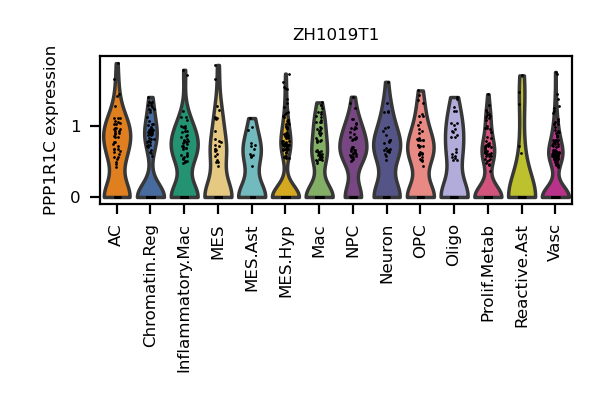 ZH1019T1
PPP1R1C expression
1
0
AC
Chromatin.Reg
Inflammatory.Mac
MES
MES.Ast
MES.Hyp
Mac
NPC
Neuron
OPC
Oligo
Prolif.Metab
Reactive.Ast
Vasc